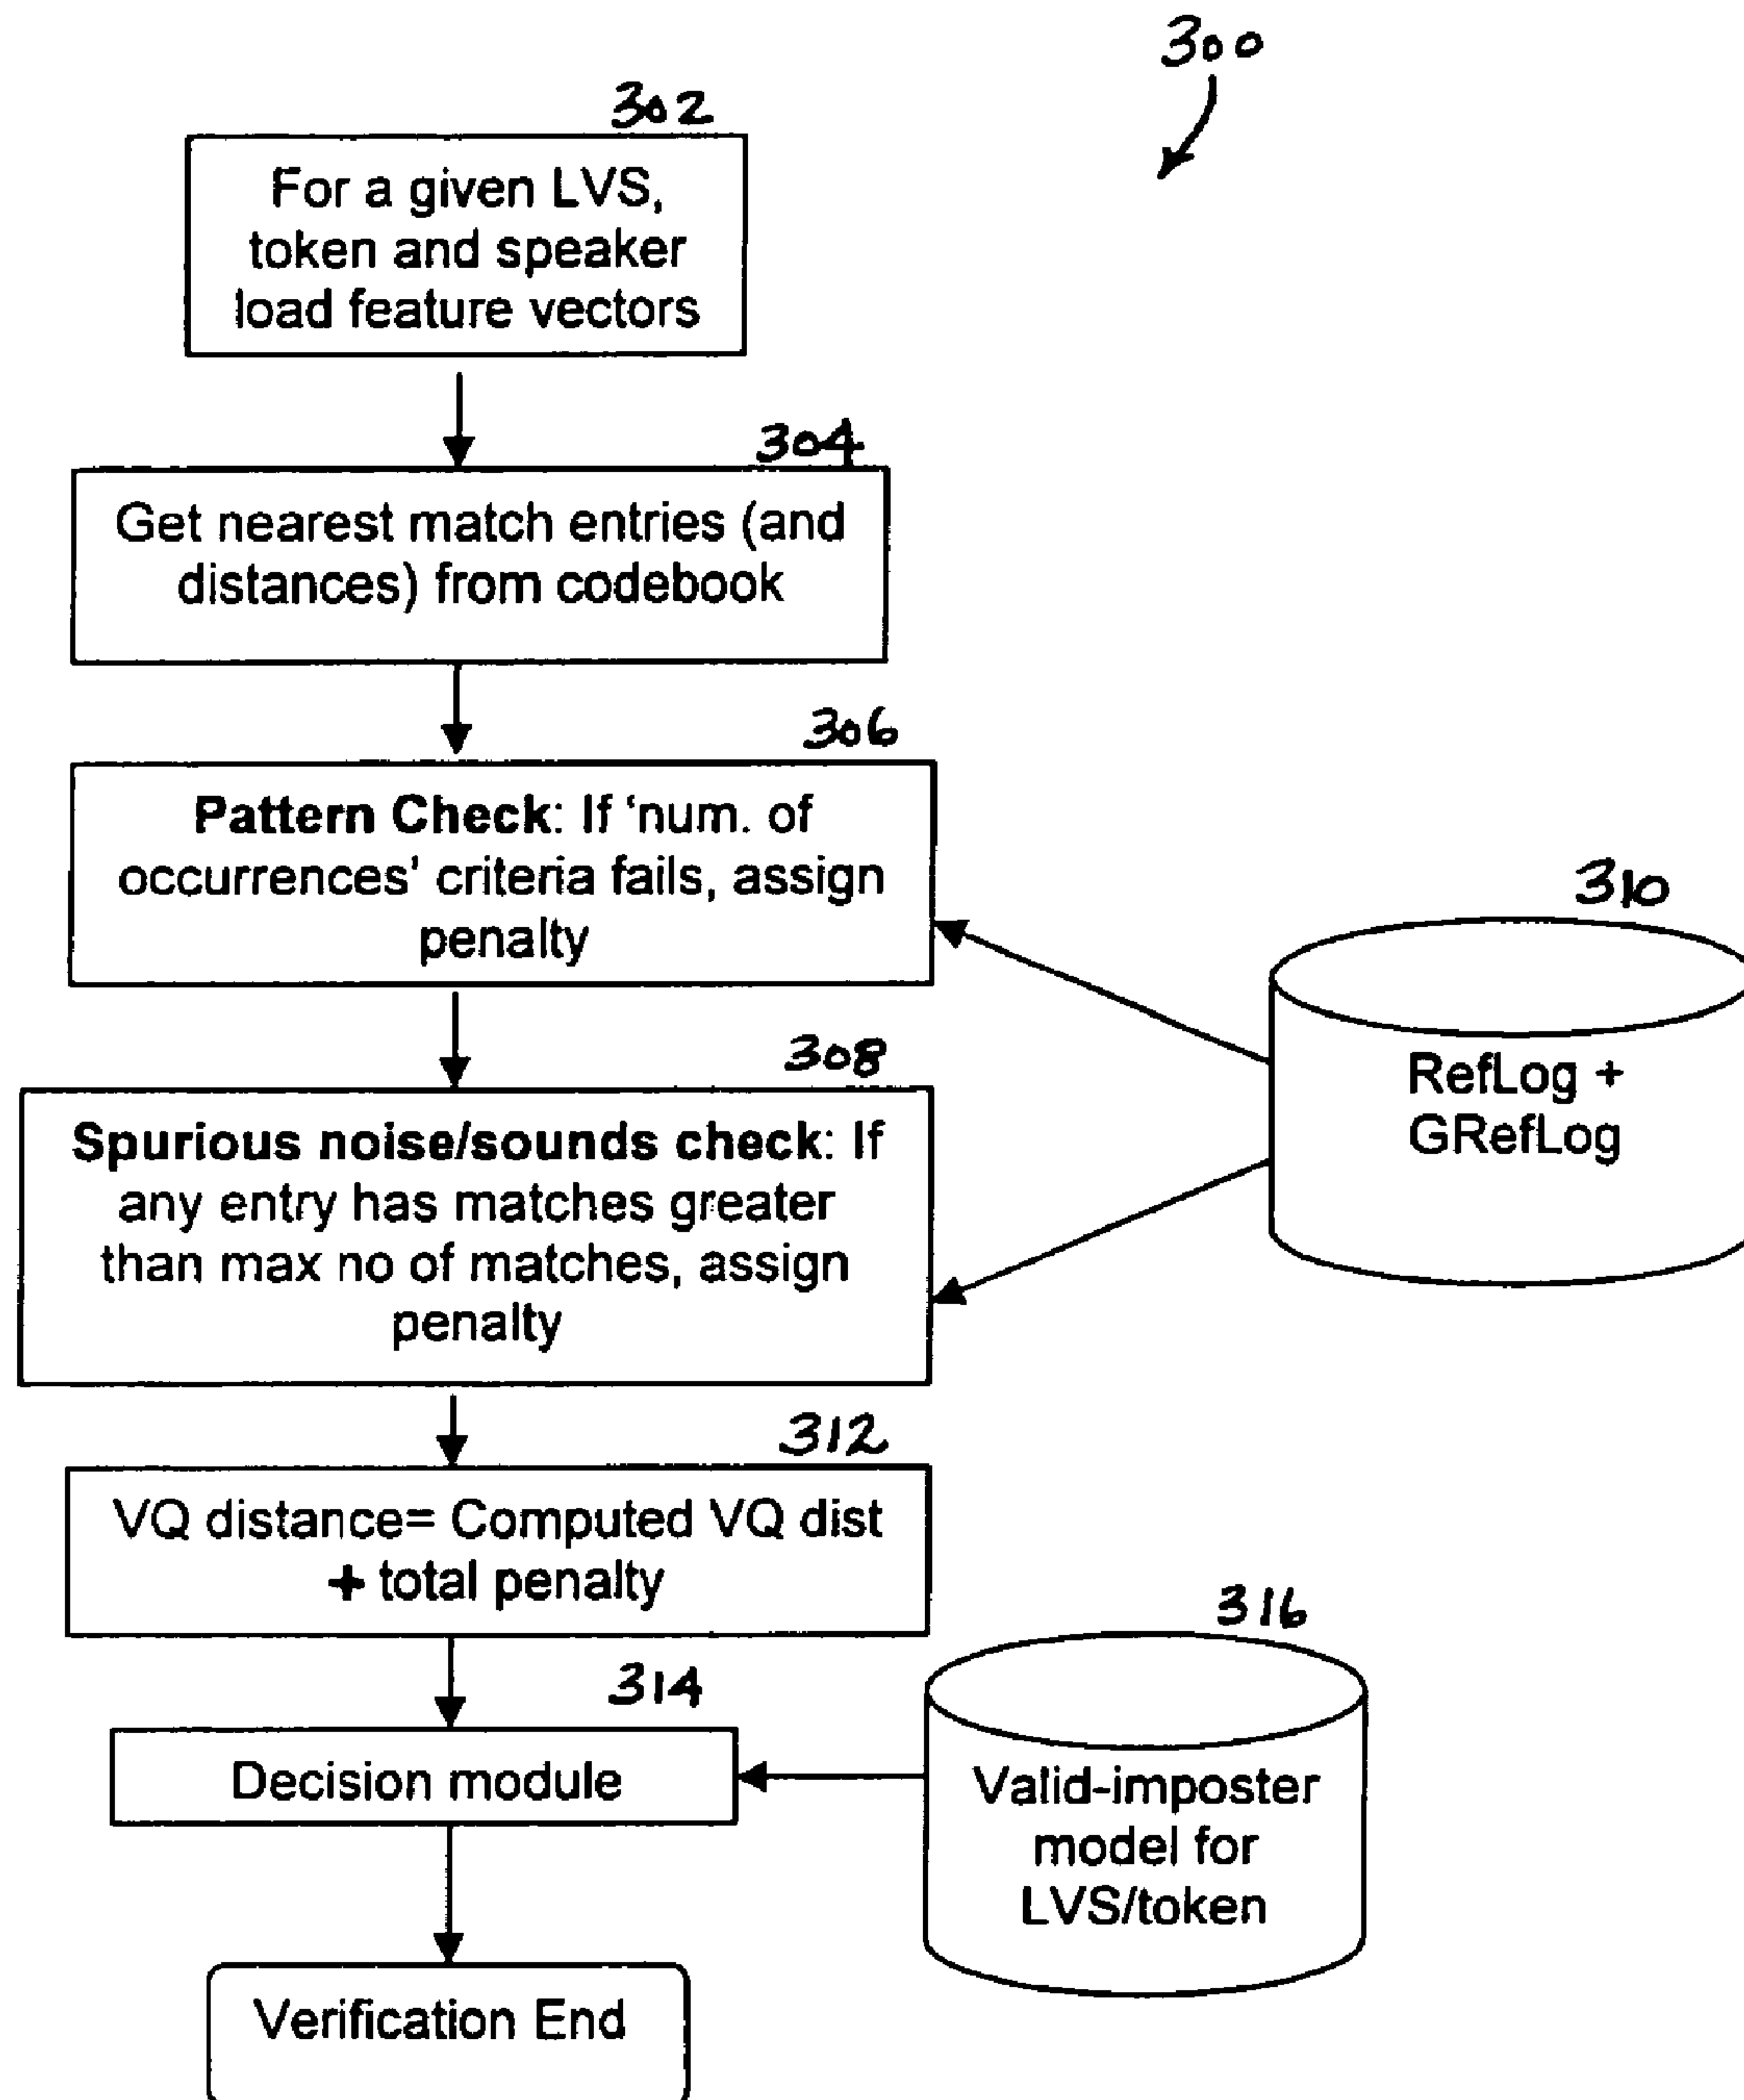 300
302
For a given LVS,
token and speaker
load feature vectors
304
Get nearest match entries (and
distances) from codebook
306
Pattern Check: If 'num. of
occurrences' criteria fails, assign
penalty
310
RefLog +
GRefLog
308
Spurious noise/sounds check: If
any entry has matches greater
than max no of matches, assign
penalty
312
VQ distance= Computed VQ dist
+ total penalty
316
314
Decision module
Valid-imposter
model for
LVS/token
Verification End